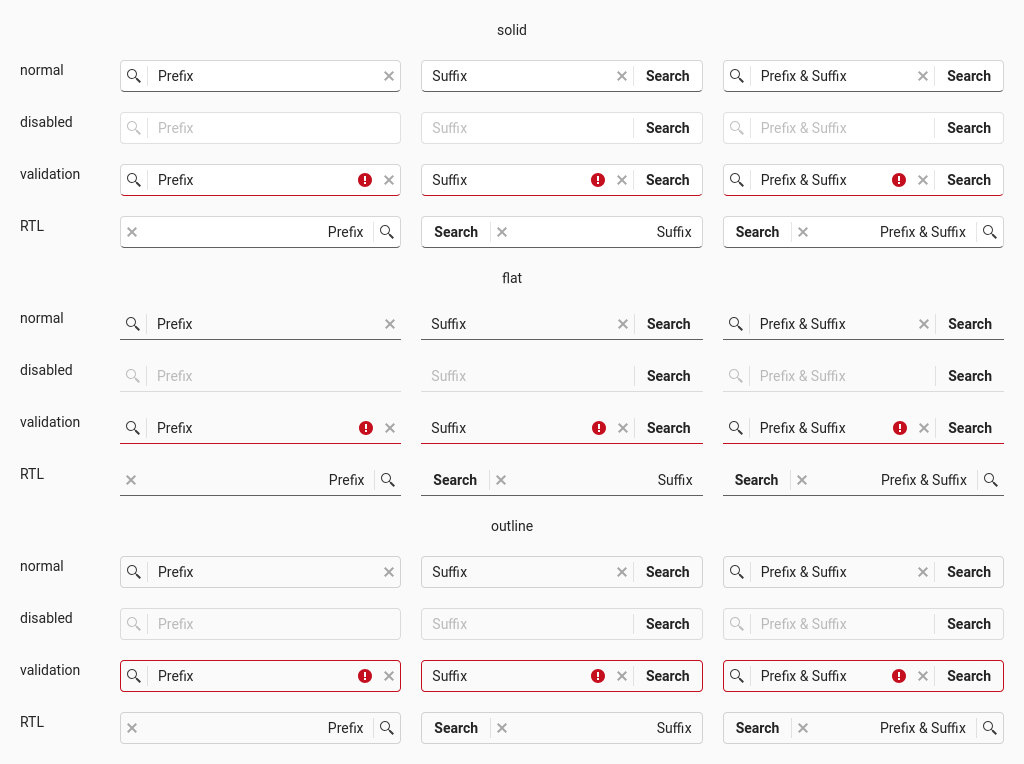 solid
normal Prefix Suffix Search Prefix & Suffix Search
disabled Prefix Suffix Search Prefix & Suffix Search
validation Prefix Suffix Search Prefix & Suffix Search
RTL Prefix Search Suffix Search Prefix & Suffix
flat
normal Prefix Suffix Search Prefix & Suffix Search
disabled Prefix Suffix Search Prefix & Suffix Search
validation Prefix Suffix Search Prefix & Suffix Search
RTL Prefix Search Suffix Search Prefix & Suffix
outline
normal Prefix Suffix Search Prefix & Suffix Search
disabled Prefix Suffix Search Prefix & Suffix Search
validation Prefix Suffix Search Prefix & Suffix Search
RTL Prefix Search Suffix Search Prefix & Suffix